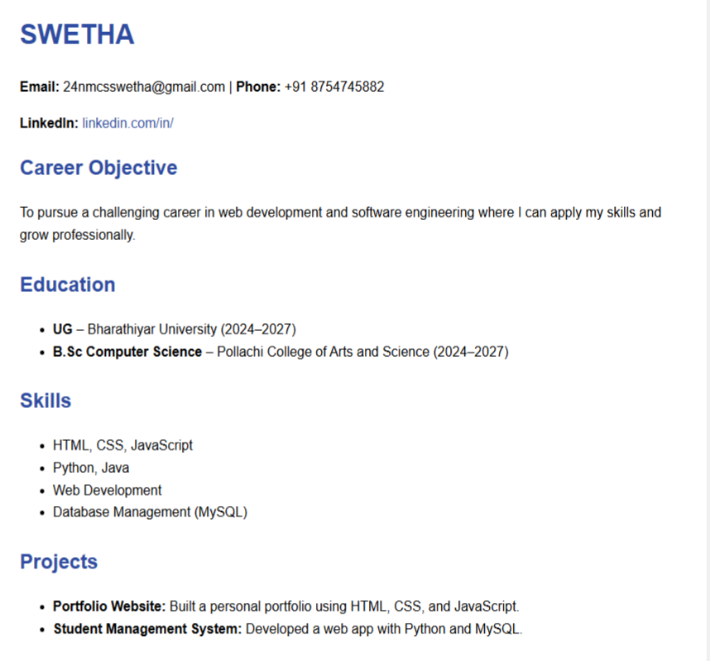 SWETHA
Email: 24nmcsswetha@gmail.com | Phone: +91 8754745882
LinkedIn: linkedin.com/in/
Career Objective
To pursue a challenging career in web development and software engineering where I can apply my skills and
grow professionally.
Education
• UG – Bharathiyar University (2024–2027)
• B.Sc Computer Science – Pollachi College of Arts and Science (2024–2027)
Skills
• HTML, CSS, JavaScript
• Python, Java
• Web Development
• Database Management (MySQL)
Projects
• Portfolio Website: Built a personal portfolio using HTML, CSS, and JavaScript.
• Student Management System: Developed a web app with Python and MySQL.